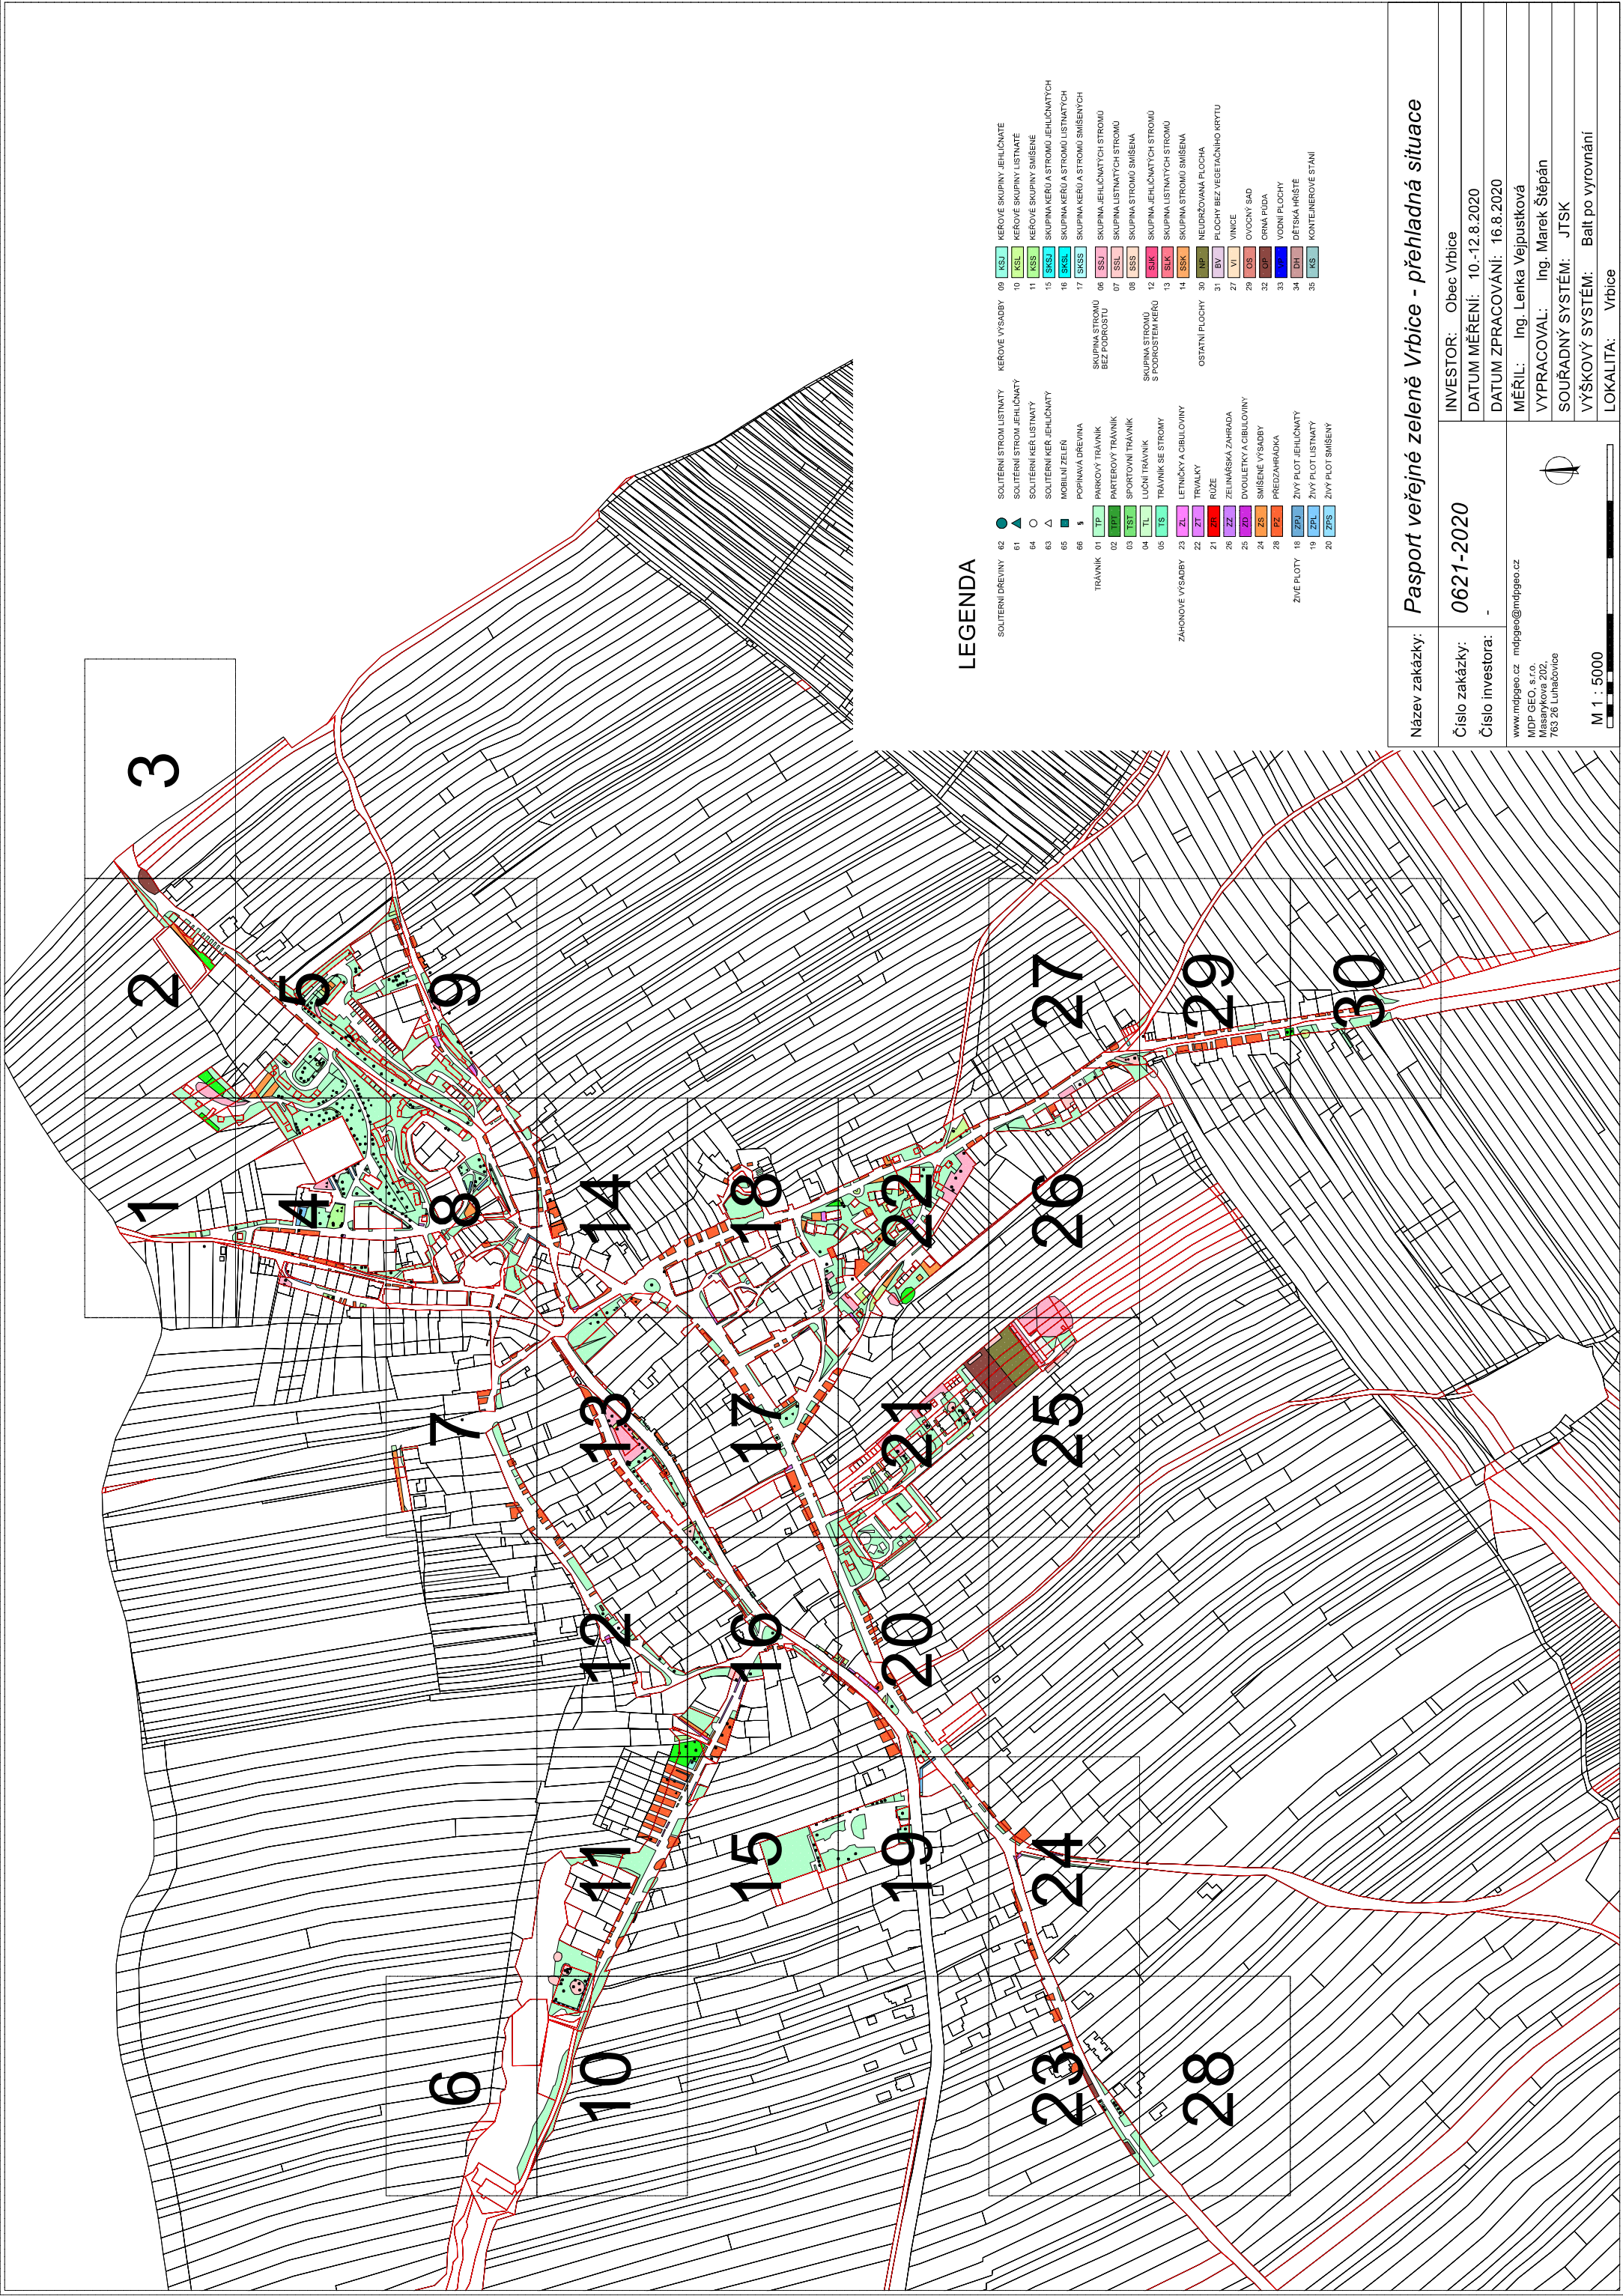 1
2
3
4
5
6
7
8
9
10
11
12
13
14
15
16
17
18
19
20
21
22
23
24
25
26
27
28
29
30
LEGENDA
SOLITERNÍ DŘEVINY 62 SOLITÉRNÍ STROM LISTNATÝ
61 SOLITÉRNÍ STROM JEHLIČNATÝ
64 SOLITÉRNÍ KEŘ LISTNATÝ
63 SOLITÉRNÍ KEŘ JEHLIČNATÝ
65 MOBILNÍ ZELEŇ
66 § POPÍNAVÁ DŘEVINA
TRÁVNÍK 01 TP PARKOVÝ TRÁVNÍK
02 TPT PARTEROVÝ TRÁVNÍK
03 TST SPORTOVNÍ TRÁVNÍK
04 TL LUČNÍ TRÁVNÍK
05 TS TRÁVNÍK SE STROMY
ZÁHONOVÉ VÝSADBY 23 ZL LETNIČKY A CIBULOVINY
22 ZT TRVALKY
21 ZR RŮŽE
26 ZZ ZELINÁŘSKÁ ZAHRADA
25 ZD DVOULETKY A CIBULOVINY
24 ZS SMÍŠENÉ VÝSADBY
28 PZ PŘEDZAHRÁDKA
ŽIVÉ PLOTY 18 ZPJ ŽIVÝ PLOT JEHLIČNATÝ
19 ZPL ŽIVÝ PLOT LISTNATÝ
20 ZPS ŽIVÝ PLOT SMÍŠENÝ
KEŘOVÉ VÝSADBY 09 KSJ KEŘOVÉ SKUPINY JEHLIČNATÉ
10 KSL KEŘOVÉ SKUPINY LISTNATÉ
11 KSS KEŘOVÉ SKUPINY SMÍŠENÉ
15 SKSJ SKUPINA KEŘŮ A STROMŮ JEHLIČNATÝCH
16 SKSL SKUPINA KEŘŮ A STROMŮ LISTNATÝCH
17 SKSS SKUPINA KEŘŮ A STROMŮ SMÍŠENÝCH
SKUPINA STROMŮ
BEZ PODROSTU
06 SSJ SKUPINA JEHLIČNATÝCH STROMŮ
07 SSL SKUPINA LISTNATÝCH STROMŮ
08 SSS SKUPINA STROMŮ SMÍŠENÁ
SKUPINA STROMŮ
S PODROSTEM KEŘŮ
12 SJK SKUPINA JEHLIČNATÝCH STROMŮ
13 SLK SKUPINA LISTNATÝCH STROMŮ
14 SSK SKUPINA STROMŮ SMÍŠENÁ
OSTATNÍ PLOCHY 30 NP NEUDRŽOVANÁ PLOCHA
31 BV PLOCHY BEZ VEGETAČNÍHO KRYTU
27 VI VINICE
29 OS OVOCNÝ SAD
32 OP ORNÁ PŮDA
33 VODNÍ PLOCHY
34 DH DĚTSKÁ HŘIŠTĚ
35 KS KONTEJNEROVÉ STÁNÍ
Název zakázky: Pasport veřejné zeleně Vrbice - přehladná situace
Číslo zakázky: 0621-2020
Číslo investora: -
www.mdpgeo.cz mdpgeo@mdpgeo.cz
MDP GEO, s.r.o.
Masarykova 202,
763 26 Luhačovice
M 1 : 5000
INVESTOR: Obec Vrbice
DATUM MĚŘENÍ: 10.-12.8.2020
DATUM ZPRACOVÁNÍ: 16.8.2020
MĚŘIL: Ing. Lenka Vejpustková
VYPRACOVAL: Ing. Marek Štěpán
SOUŘADNÝ SYSTÉM: JTSK
VÝŠKOVÝ SYSTÉM: Balt po vyrovnání
LOKALITA: Vrbice